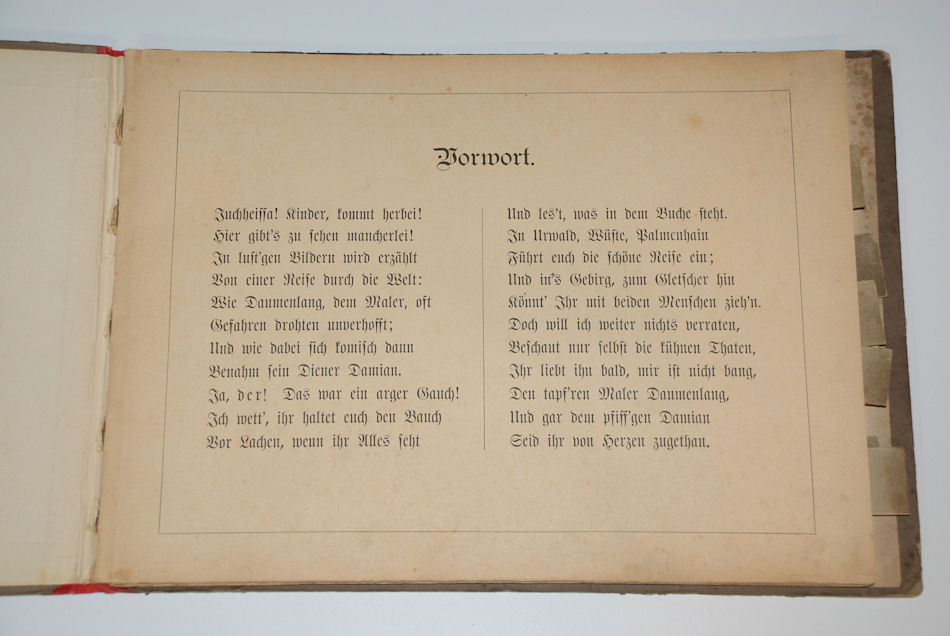 Vorwort.
Juchheissa! Kinder, kommt herbei!
Hier gibt's zu sehen mancherlei!
In lust'gen Bildern wird erzählt
Von einer Reise durch die Welt:
Wie Daumenlang, dem Maler, oft
Gefahren drohten unverhofft;
Und wie dabei sich komisch dann
Benahm sein Diener Damian.
Ja, der! Das war ein arger Gauch!
Ich wett', ihr haltet euch den Bauch
Vor Lachen, wenn ihr Alles seht
Und les't, was in dem Buche steht.
In Urwald, Wüste, Palmenhain
Führt euch die schöne Reise ein;
Und in's Gebirg, zum Gletscher hin
Könnt' Ihr mit beiden Menschen zieh'n.
Doch will ich weiter nichts verraten,
Beschaut nur selbst die kühnen Thaten,
Ihr liebt ihn bald, mir ist nicht bang,
Den tapf'ren Maler Daumenlang,
Und gar dem pfiff'gen Damian
Seid ihr von Herzen zugethan.